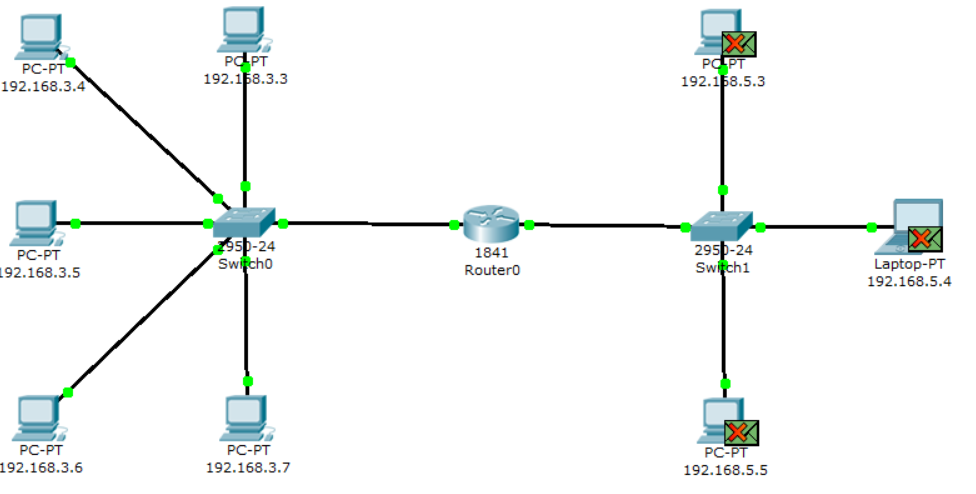 PC-PT
192.168.3.4
PC-PT
192.168.3.3
PC-PT
192.168.5.3
PC-PT
192.168.3.5
2950-24
Switch0
1841
Router0
2950-24
Switch1
Laptop-PT
192.168.5.4
PC-PT
192.168.3.6
PC-PT
192.168.3.7
PC-PT
192.168.5.5